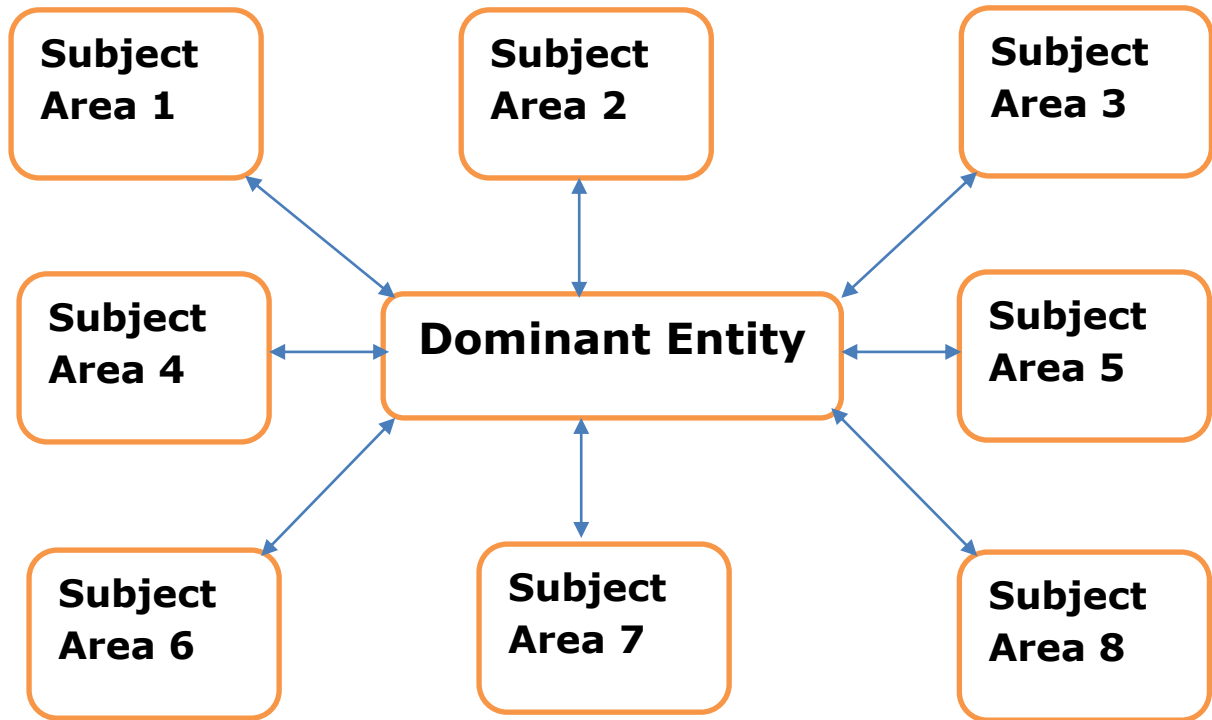 Subject
Area 1
Subject
Area 2
Subject
Area 3
Subject
Area 4
Dominant Entity
Subject
Area 5
Subject
Area 6
Subject
Area 7
Subject
Area 8